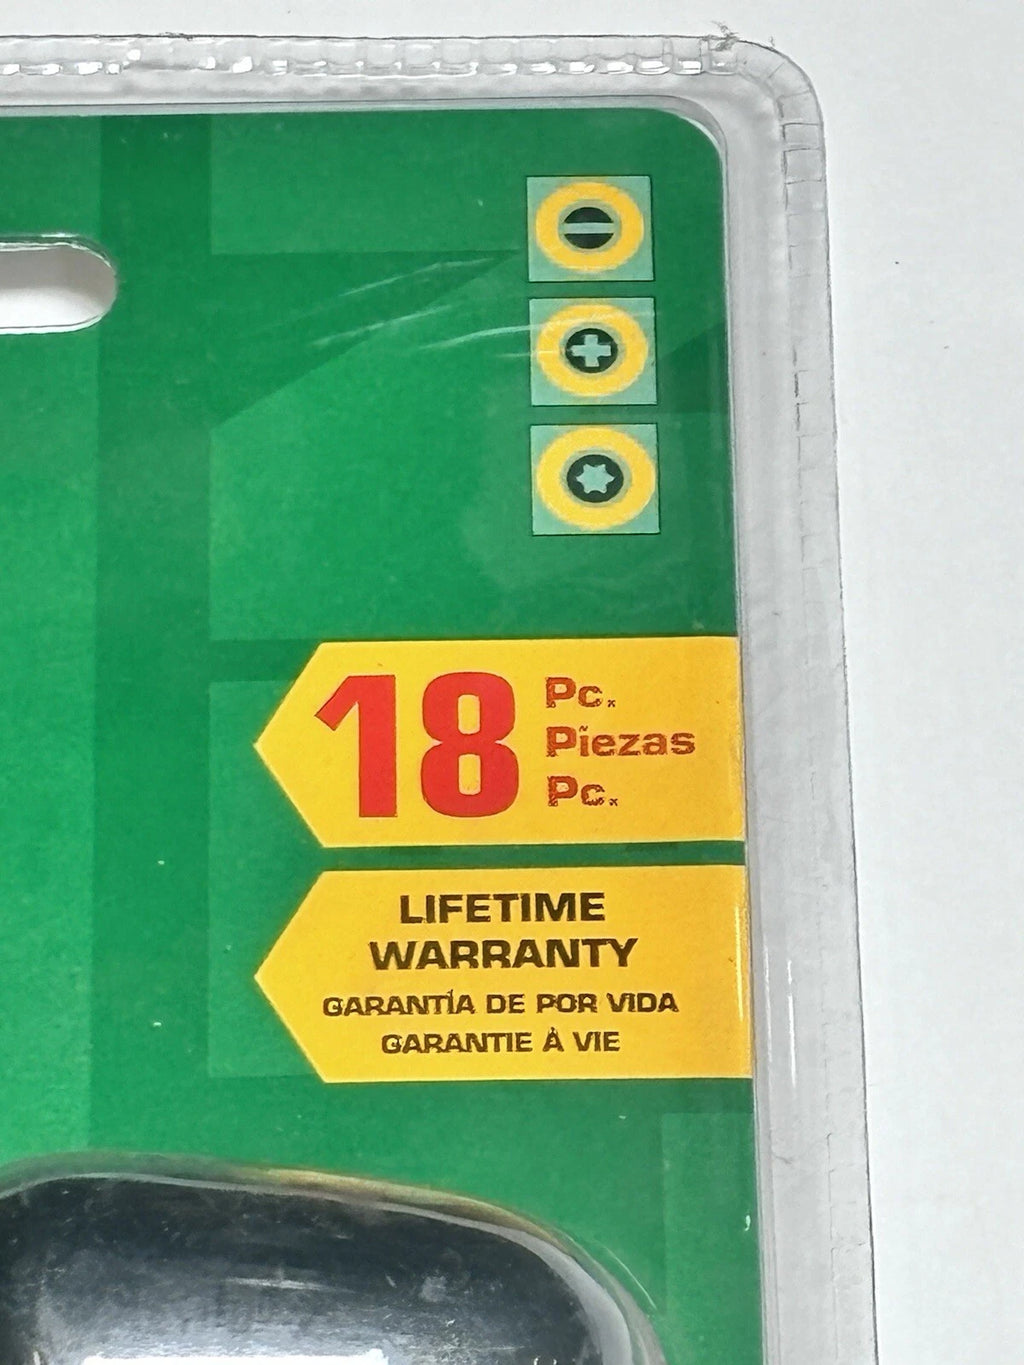 18
Pc.
Piezas
Pc.
LIFETIME
WARRANTY
GARANTÍA DE POR VIDA
GARANTIE À VIE